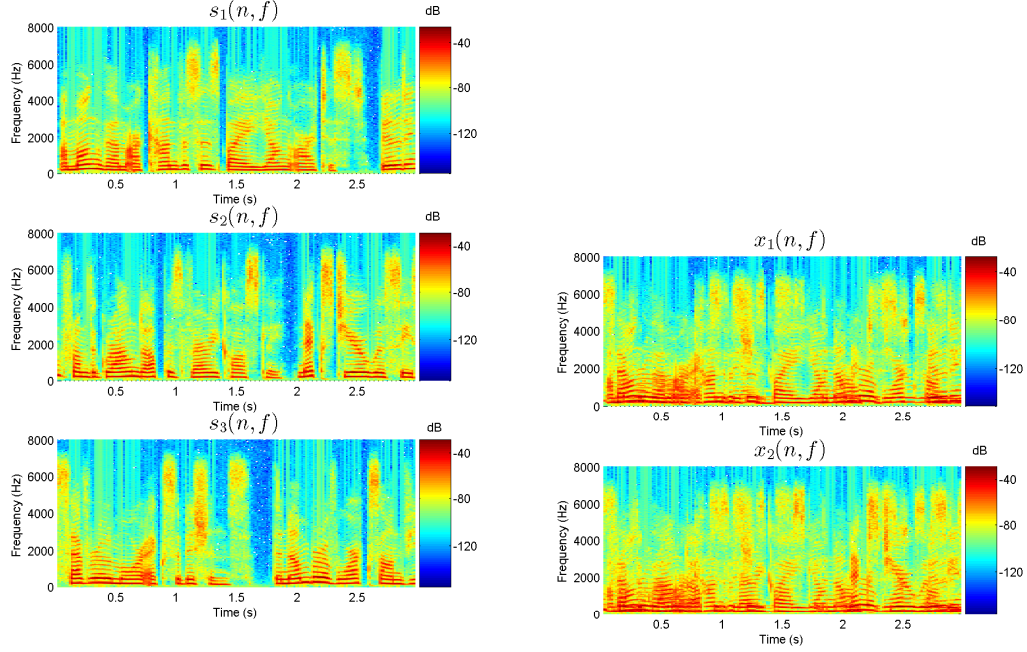 s₁(n, f)
dB
8000
6000
4000
2000
0
Frequency (Hz)
0.5 1 1.5 2 2.5
Time (s)
-40
-80
-120
s₂(n, f)
dB
8000
6000
4000
2000
0
Frequency (Hz)
0.5 1 1.5 2 2.5
Time (s)
-40
-80
-120
s₃(n, f)
dB
8000
6000
4000
2000
0
Frequency (Hz)
0.5 1 1.5 2 2.5
Time (s)
-40
-80
-120
x₁(n, f)
dB
8000
6000
4000
2000
0
Frequency (Hz)
0.5 1 1.5 2 2.5
Time (s)
-40
-80
-120
x₂(n, f)
dB
8000
6000
4000
2000
0
Frequency (Hz)
0.5 1 1.5 2 2.5
Time (s)
-40
-80
-120